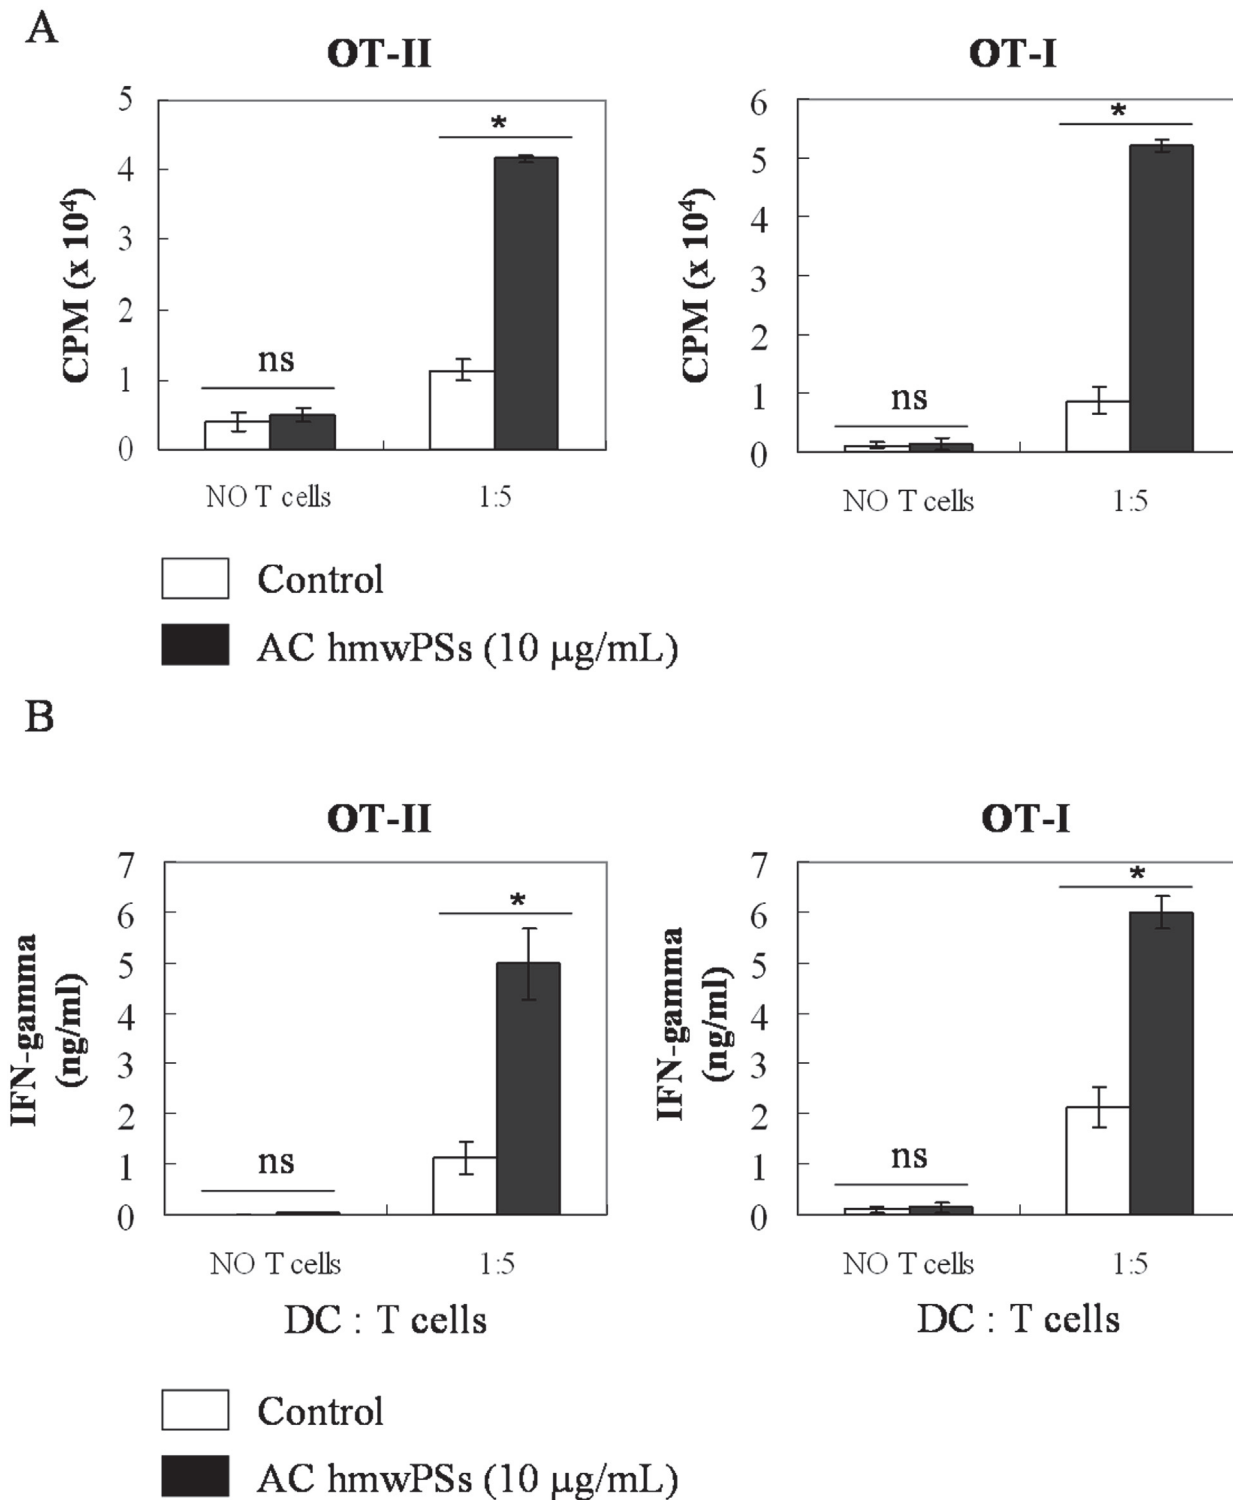 A
OT-II
OT-I
CPM (x 10⁴)
5
4
3
2
1
0
ns
*
NO T cells
1:5
CPM (x 10⁴)
6
5
4
3
2
1
0
ns
*
NO T cells
1:5
Control
AC hmwPSs (10 μg/mL)
B
OT-II
OT-I
IFN-gamma
(ng/ml)
7
6
5
4
3
2
1
0
ns
*
NO T cells
1:5
DC : T cells
IFN-gamma
(ng/ml)
7
6
5
4
3
2
1
0
ns
*
NO T cells
1:5
DC : T cells
Control
AC hmwPSs (10 μg/mL)